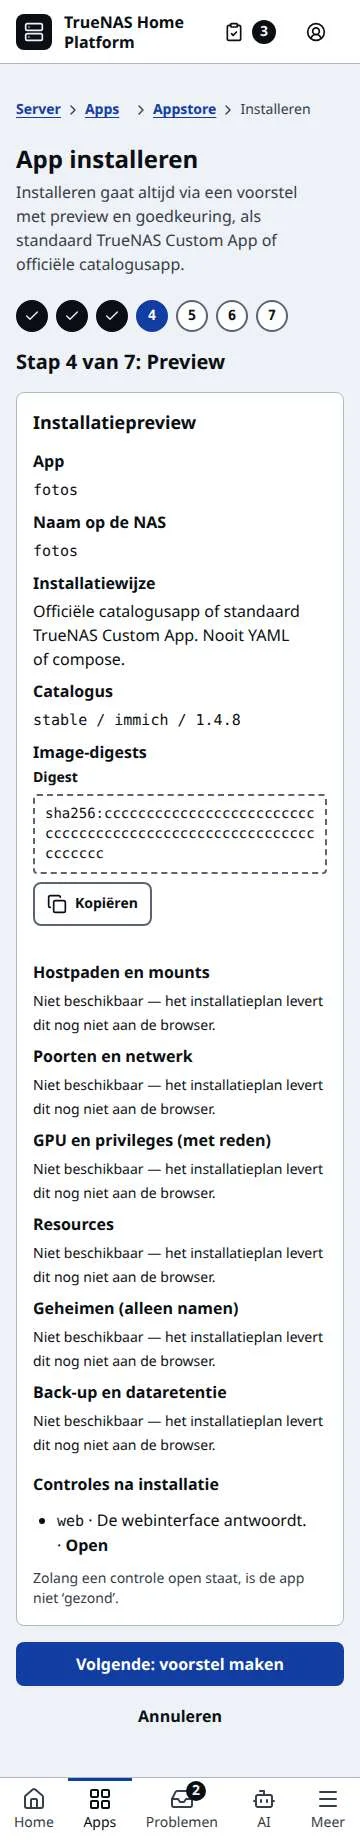 TrueNAS Home
Platform
3
Server > Apps > Appstore > Installeren
App installeren
Installeren gaat altijd via een voorstel
met preview en goedkeuring, als
standaard TrueNAS Custom App of
officiële catalogusapp.
4 5 6 7
Stap 4 van 7: Preview
Installatiepreview
App
fotos
Naam op de NAS
fotos
Installatiewijze
Officiële catalogusapp of standaard
TrueNAS Custom App. Nooit YAML
of compose.
Catalogus
stable / immich / 1.4.8
Image-digests
Digest
sha256:ccccccccccccccccccccccccc
cccccccccccccccccccccccccccccccc
ccccccc
Kopiëren
Hostpaden en mounts
Niet beschikbaar — het installatieplan levert
dit nog niet aan de browser.
Poorten en netwerk
Niet beschikbaar — het installatieplan levert
dit nog niet aan de browser.
GPU en privileges (met reden)
Niet beschikbaar — het installatieplan levert
dit nog niet aan de browser.
Resources
Niet beschikbaar — het installatieplan levert
dit nog niet aan de browser.
Geheimen (alleen namen)
Niet beschikbaar — het installatieplan levert
dit nog niet aan de browser.
Back-up en dataretentie
Niet beschikbaar — het installatieplan levert
dit nog niet aan de browser.
Controles na installatie
• web · De webinterface antwoordt.
· Open
Zolang een controle open staat, is de app
niet ‘gezond’.
Volgende: voorstel maken
Annuleren
2
Home Apps Problemen AI Meer